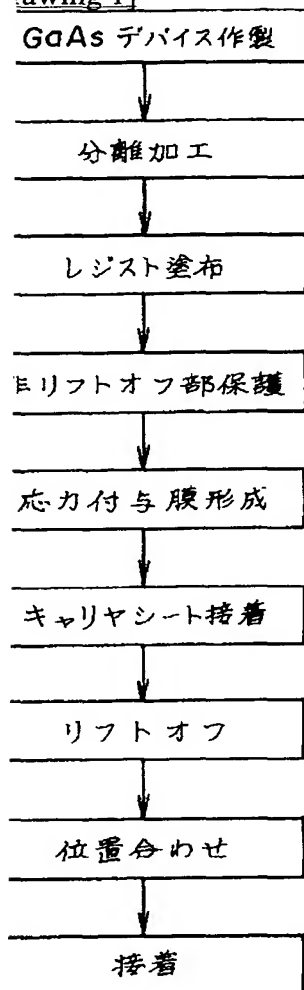 GaAs デバイス作製
分離加工
レジスト塗布
非リフトオフ部保護
応力付与膜形成
キャリヤシート接着
リフトオフ
位置合わせ
接着